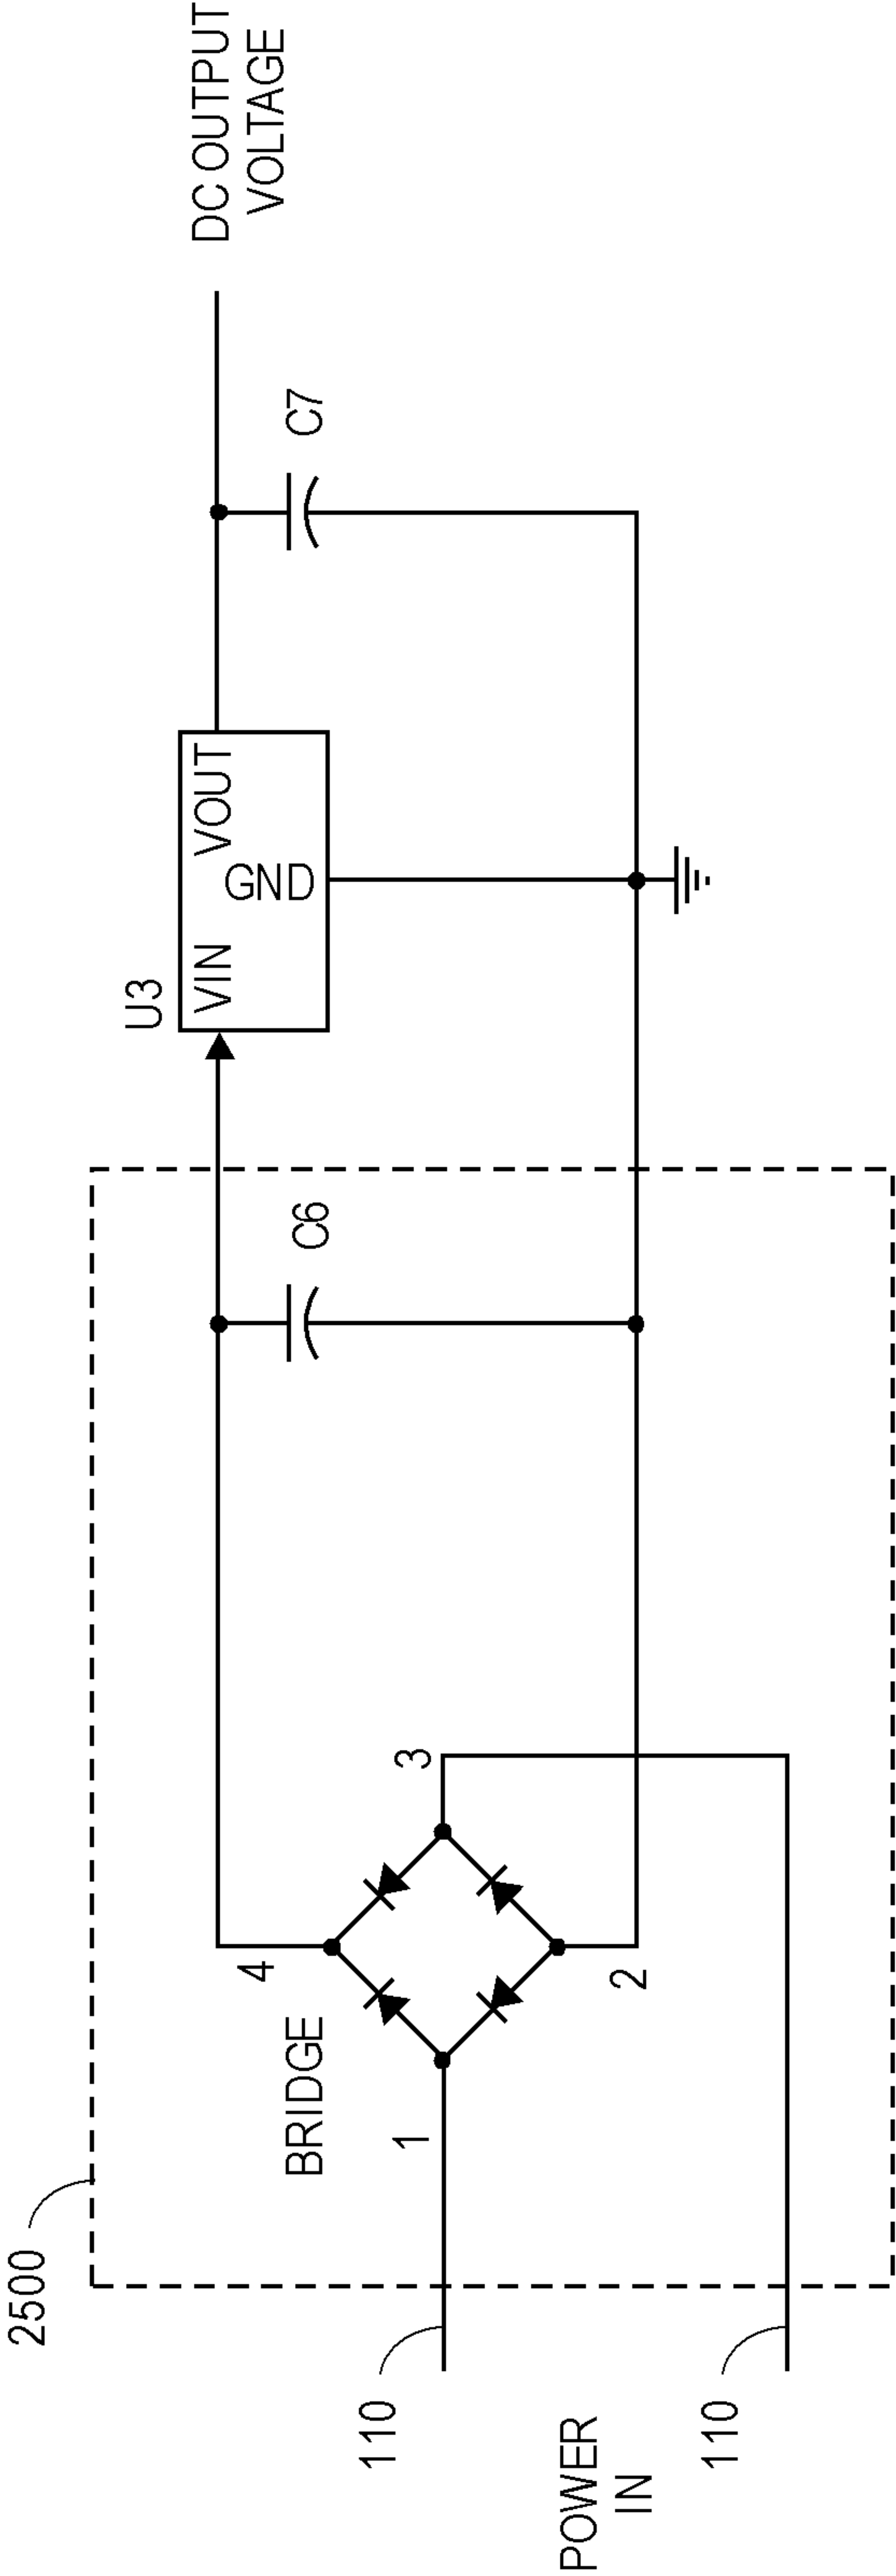 2500
BRIDGE
4
1
3
2
110
110
POWER
IN
C6
U3
VIN
VOUT
GND
C7
DC OUTPUT
VOLTAGE